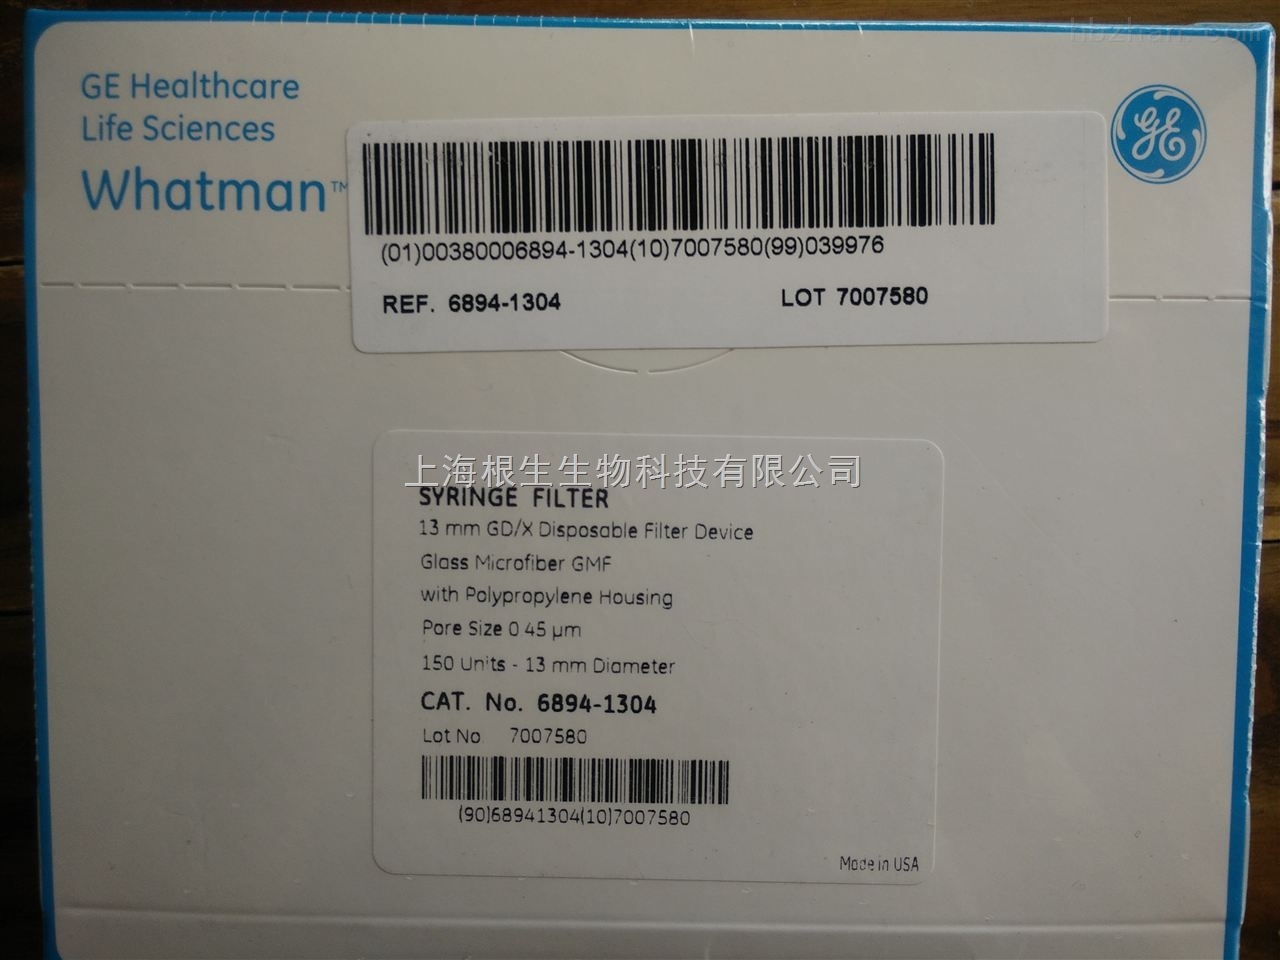 hbzhan.com
GE Healthcare
Life Sciences
Whatman™
GE
(01)00380006894-1304(10)7007580(99)039976
REF. 6894-1304 LOT 7007580
上海根生生物科技有限公司
SYRINGE FILTER
13 mm GD/X Disposable Filter Device
Glass Microfiber GMF
with Polypropylene Housing
Pore Size 0.45 µm
150 Units - 13 mm Diameter
CAT. No. 6894-1304
Lot No. 7007580
(90)68941304(10)7007580
Made in USA